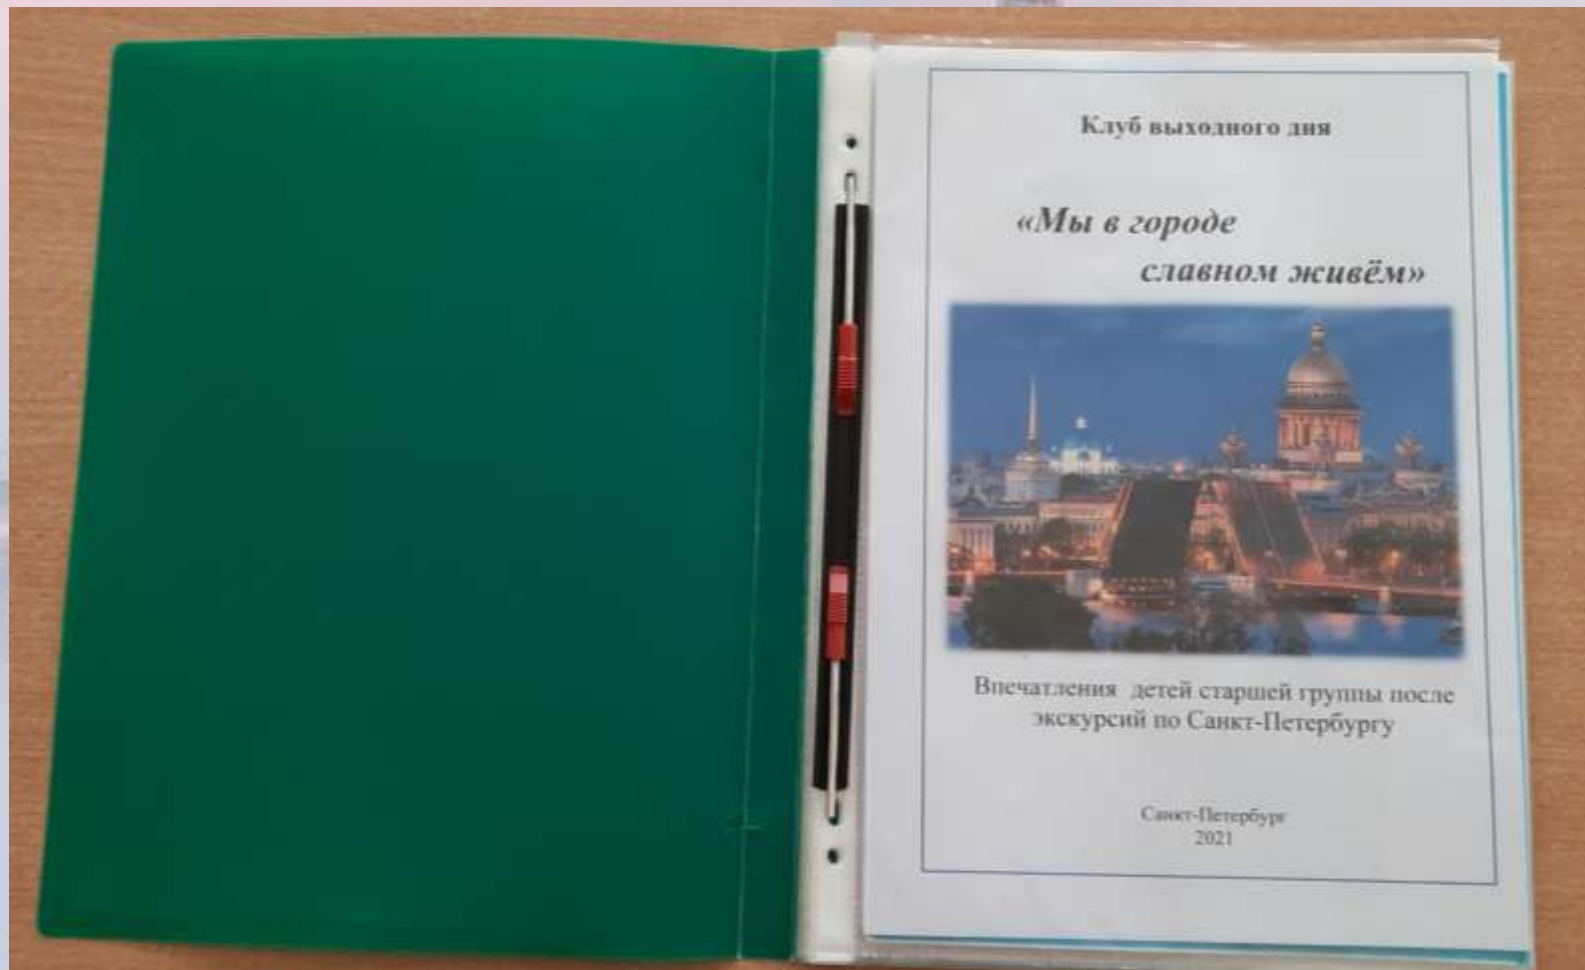 Клуб выходного дня
«Мы в городе
славном живём»
Впечатления детей старшей группы после
экскурсий по Санкт-Петербургу
Санкт-Петербург
2021